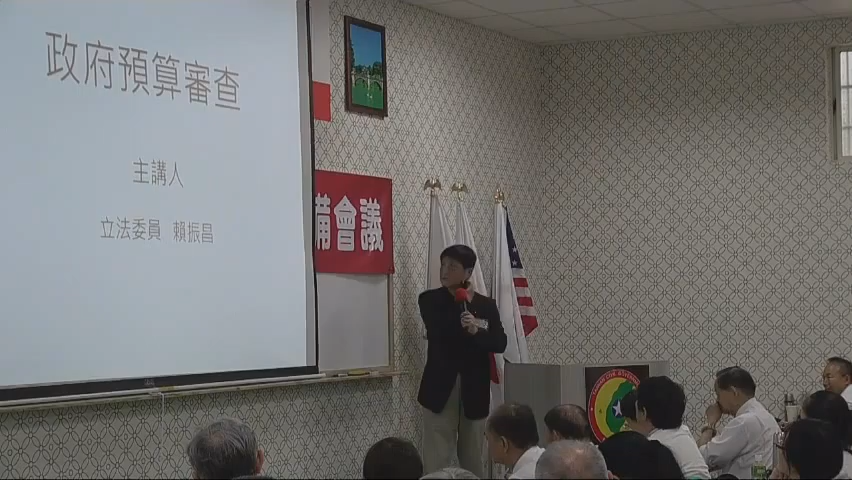 政府預算審查
主講人
立法委員 賴振昌
備會議